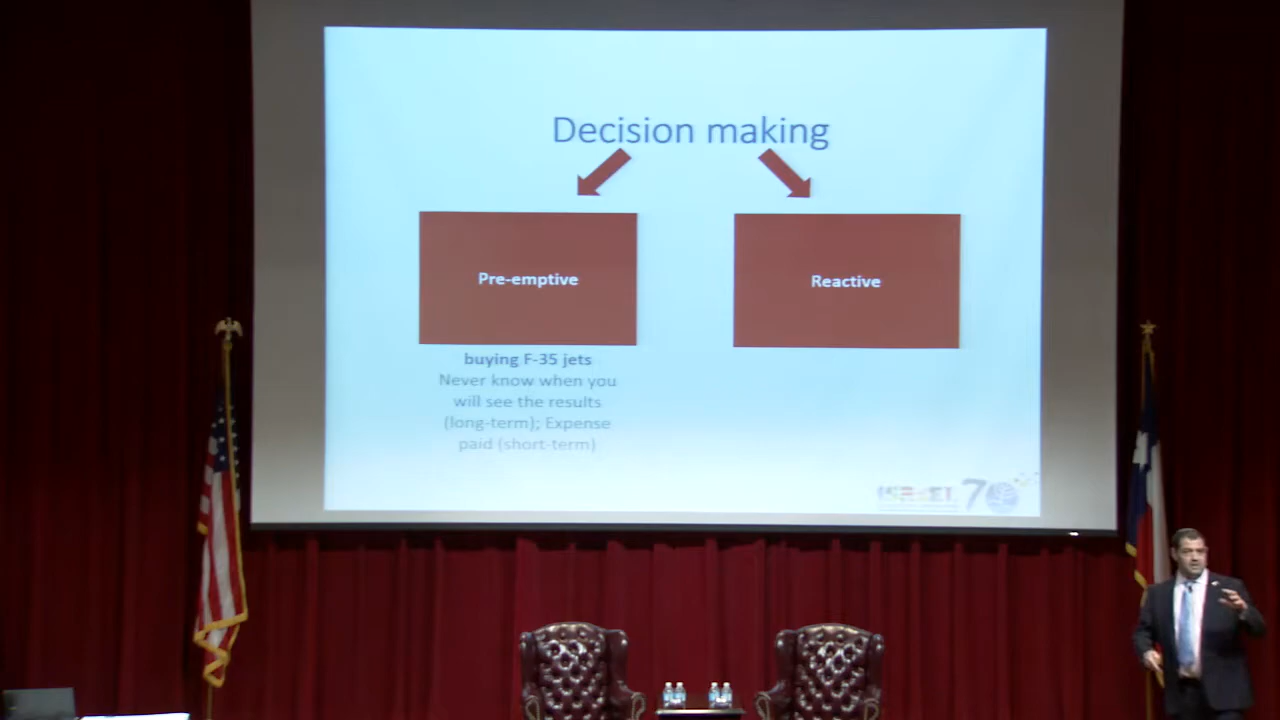 Decision making
Pre-emptive
Reactive
buying F-35 jets
Never know when you
will see the results
(long-term); Expense
paid (short-term)
ISRAEL 70